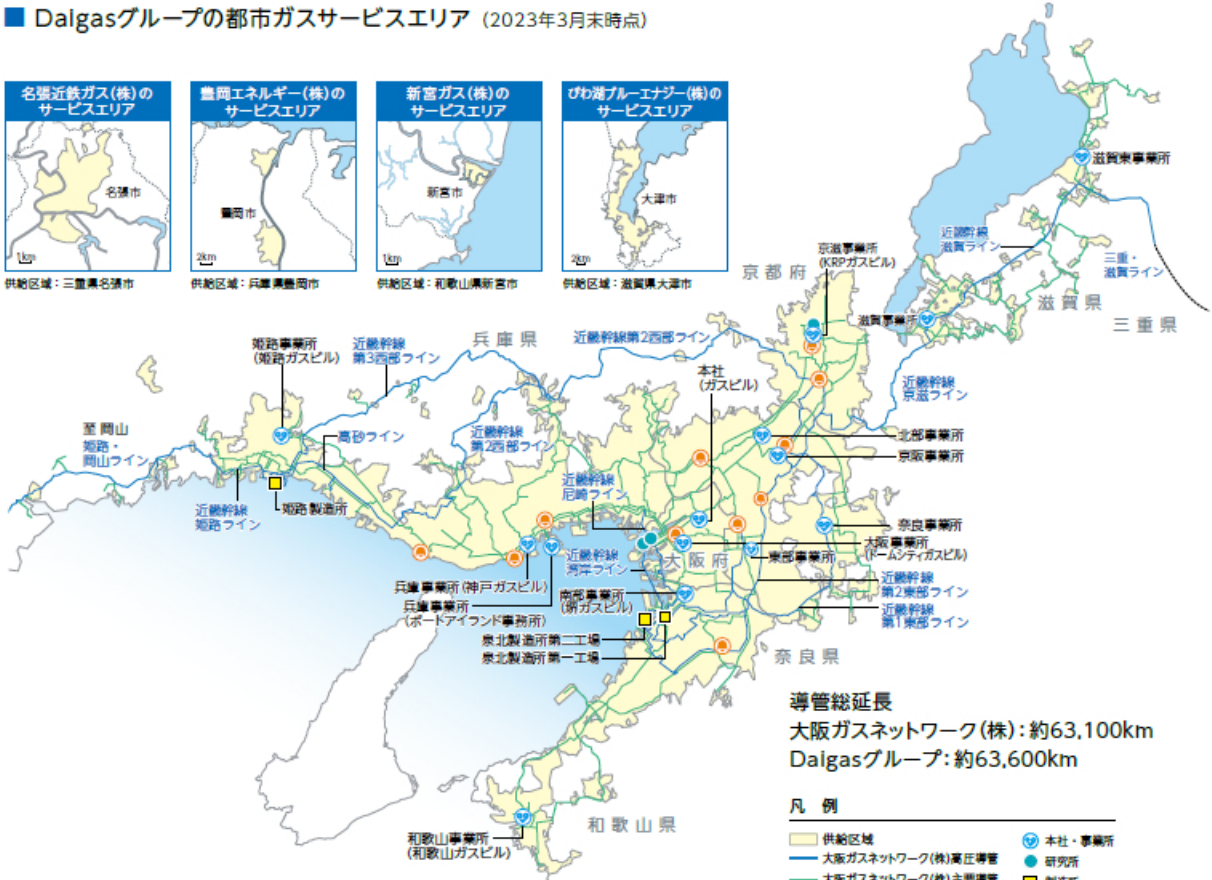 ■ Daigasグループの都市ガスサービスエリア（2023年3月末時点）
名張近鉄ガス(株)の
サービスエリア
名張市
1km
供給区域：三重県名張市
豊岡エネルギー(株)の
サービスエリア
豊岡市
2km
供給区域：兵庫県豊岡市
新宮ガス(株)の
サービスエリア
新宮市
1km
供給区域：和歌山県新宮市
びわ湖ブルーエナジー(株)の
サービスエリア
大津市
2km
供給区域：滋賀県大津市
滋賀東事業所
近畿幹線
滋賀ライン
三重・
滋賀ライン
滋賀県
三重県
京滋事業所
(KRPガスビル)
京都府
滋賀事業所
近畿幹線
京滋ライン
兵庫県
近畿幹線第2西部ライン
姫路事業所
(姫路ガスビル)
近畿幹線
第3西部ライン
本社
(ガスビル)
至岡山
姫路・
岡山ライン
高砂ライン
近畿幹線
第2西部ライン
北部事業所
京阪事業所
近畿幹線
姫路ライン
姫路製造所
近畿幹線
尼崎ライン
奈良事業所
大阪事業所
(ドームシティガスビル)
東部事業所
大阪府
近畿幹線
湾岸ライン
近畿幹線
第2東部ライン
近畿幹線
第1東部ライン
兵庫事業所(神戸ガスビル)
兵庫事業所
(ポートアイランド事務所)
南部事業所
(堺ガスビル)
泉北製造所第二工場
泉北製造所第一工場
奈良県
導管総延長
大阪ガスネットワーク(株)：約63,100km
Daigasグループ：約63,600km
和歌山県
和歌山事業所
(和歌山ガスビル)
凡 例
供給区域
本社・事業所
大阪ガスネットワーク(株)高圧導管
研究所
大阪ガスネットワーク(株)主要導管
製造所